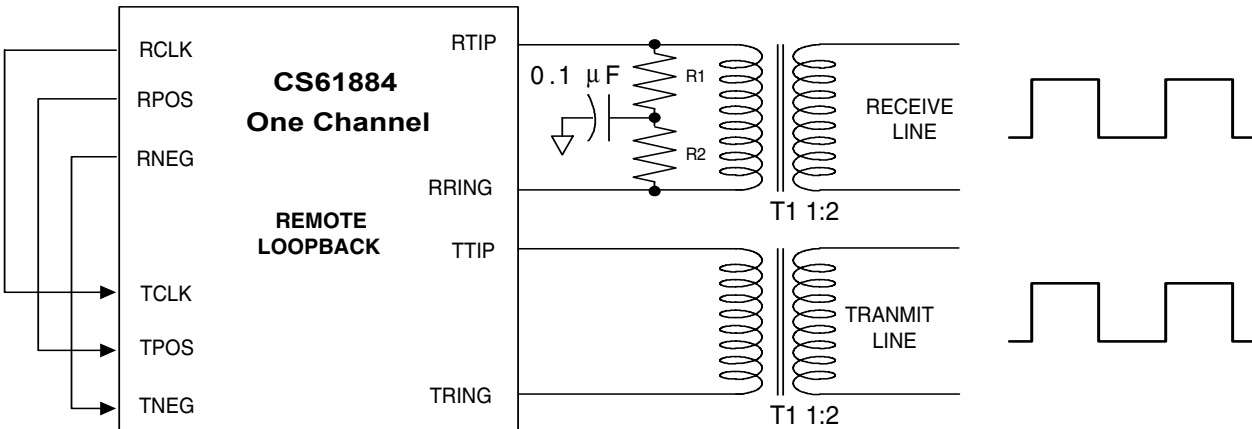 RCLK
RPOS
RNEG
CS61884
One Channel
REMOTE
LOOPBACK
TCLK
TPOS
TNEG
RTIP
RRING
TTIP
TRING
0.1 μF
R1
R2
RECEIVE
LINE
T1 1:2
TRANMIT
LINE
T1 1:2